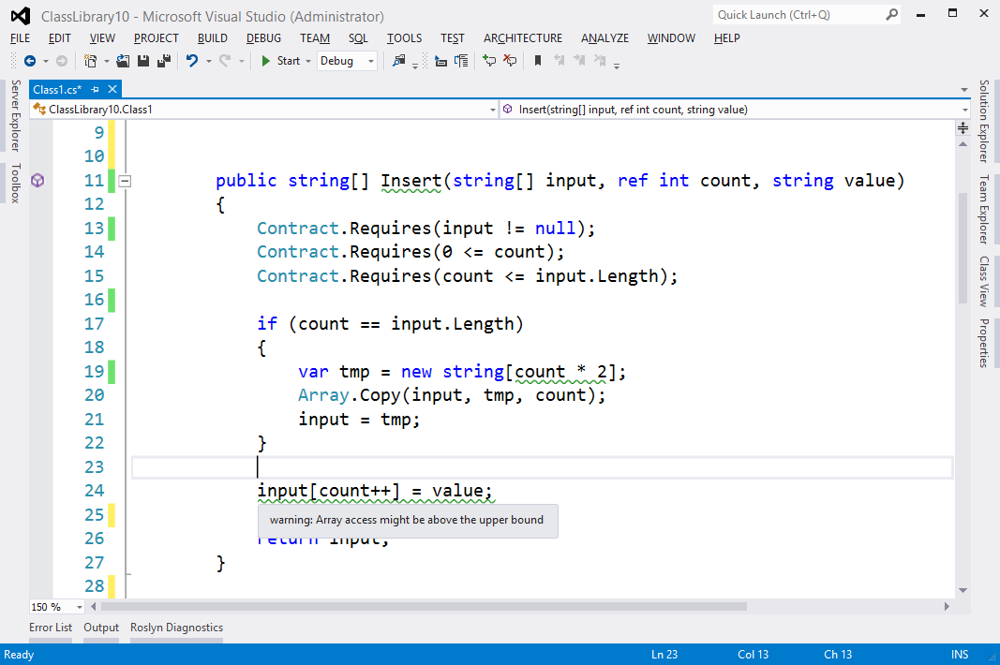 ClassLibrary10 - Microsoft Visual Studio (Administrator)
Quick Launch (Ctrl+Q)
FILE EDIT VIEW PROJECT BUILD DEBUG TEAM SQL TOOLS TEST ARCHITECTURE ANALYZE WINDOW HELP
Start Debug
Server Explorer
Toolbox
Class1.cs*
ClassLibrary10.Class1
Insert(string[] input, ref int count, string value)
9
10
11 public string[] Insert(string[] input, ref int count, string value)
12 {
13 Contract.Requires(input != null);
14 Contract.Requires(0 <= count);
15 Contract.Requires(count <= input.Length);
16
17 if (count == input.Length)
18 {
19 var tmp = new string[count * 2];
20 Array.Copy(input, tmp, count);
21 input = tmp;
22 }
23
24 input[count++] = value;
25
warning: Array access might be above the upper bound
26 return input;
27 }
28
Solution Explorer
Team Explorer
Class View
Properties
150 %
Error List Output Roslyn Diagnostics
Ready Ln 23 Col 13 Ch 13 INS